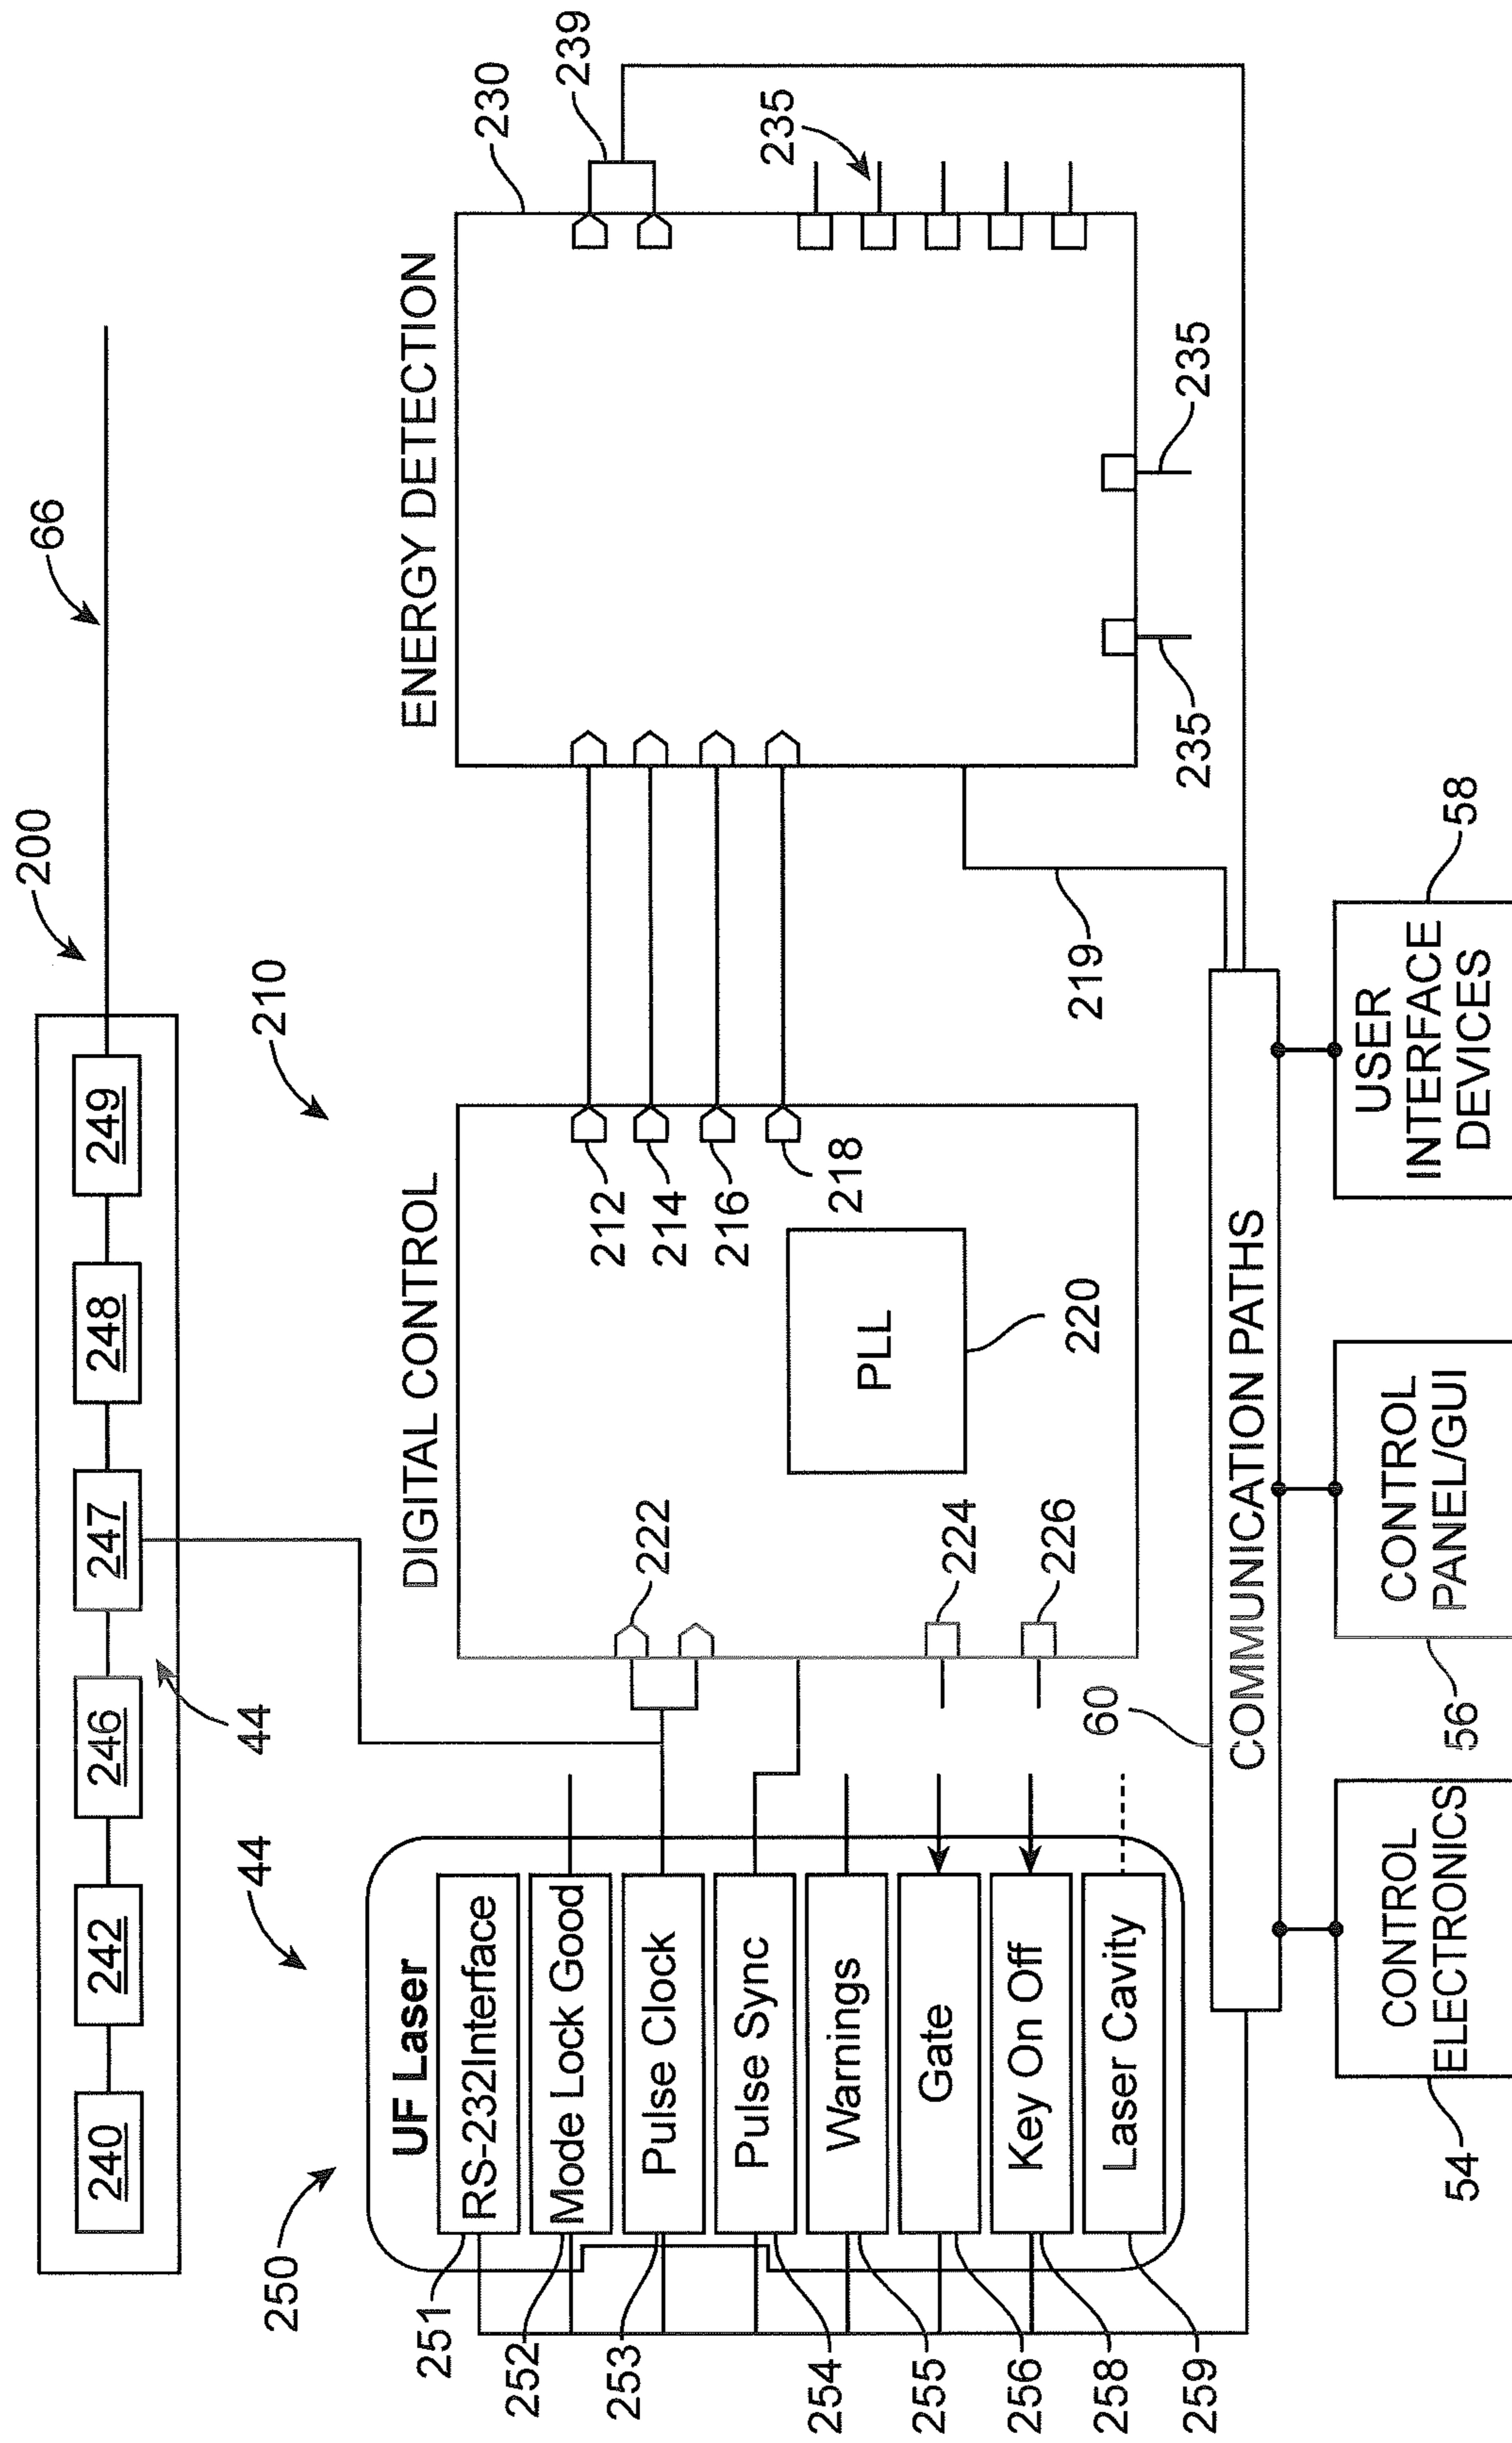 200
66
240
242
246
247
248
249
44
44
210
250
UF Laser
RS-232Interface
Mode Lock Good
Pulse Clock
Pulse Sync
Warnings
Gate
Key On Off
Laser Cavity
251
252
253
254
255
256
258
259
DIGITAL CONTROL
222
224
226
PLL
220
212
214
216
218
ENERGY DETECTION
230
239
235
235
235
219
60
COMMUNICATION PATHS
CONTROL
ELECTRONICS
54
CONTROL
PANEL/GUI
56
USER
INTERFACE
DEVICES
58